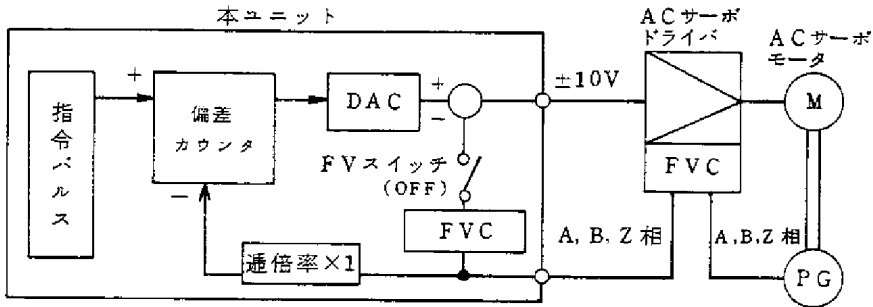 本ユニット
指令パルス
+
偏差
カウンタ
−
DAC
+
−
FVスイッチ
(OFF)
FVC
逓倍率×1
±10V
ACサーボ
ドライバ
FVC
ACサーボ
モータ
M
A, B, Z相
A,B,Z相
PG